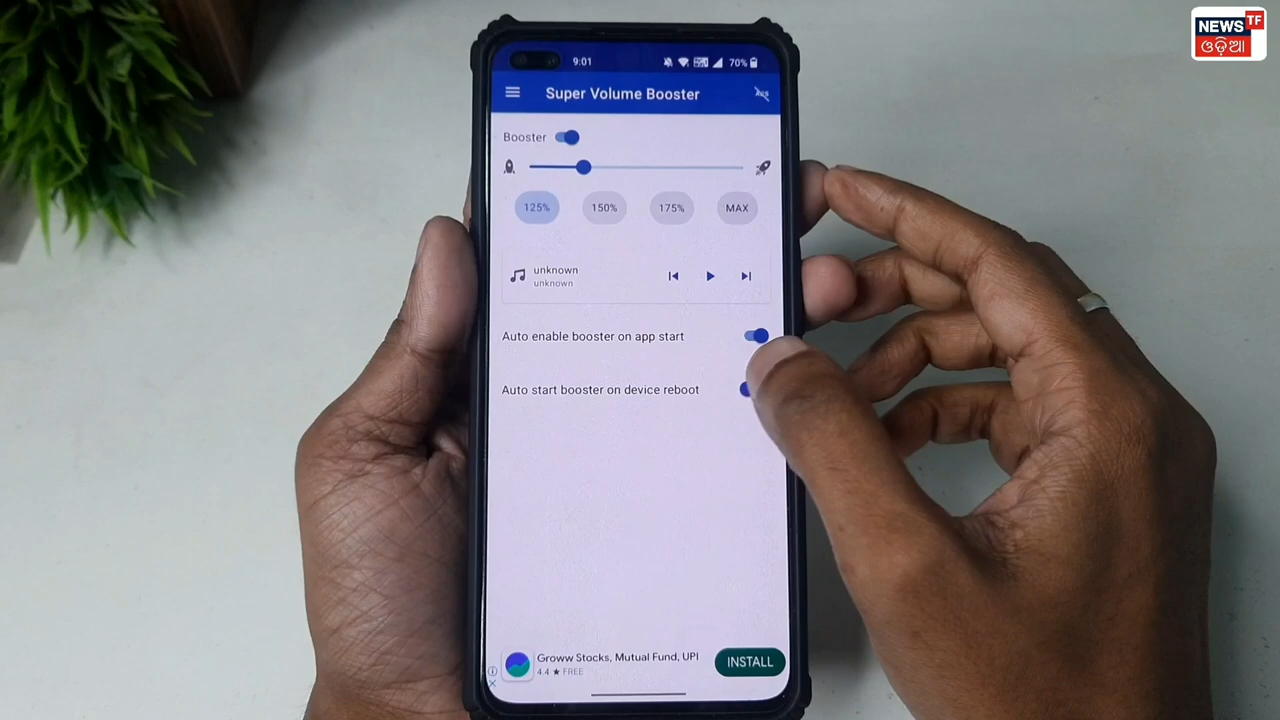 NEWS TF
ଓଡ଼ିଆ
9:01
70%
Super Volume Booster
Booster
125% 150% 175% MAX
unknown
unknown
Auto enable booster on app start
Auto start booster on device reboot
Groww Stocks, Mutual Fund, UPI
4.4 ★ FREE
INSTALL